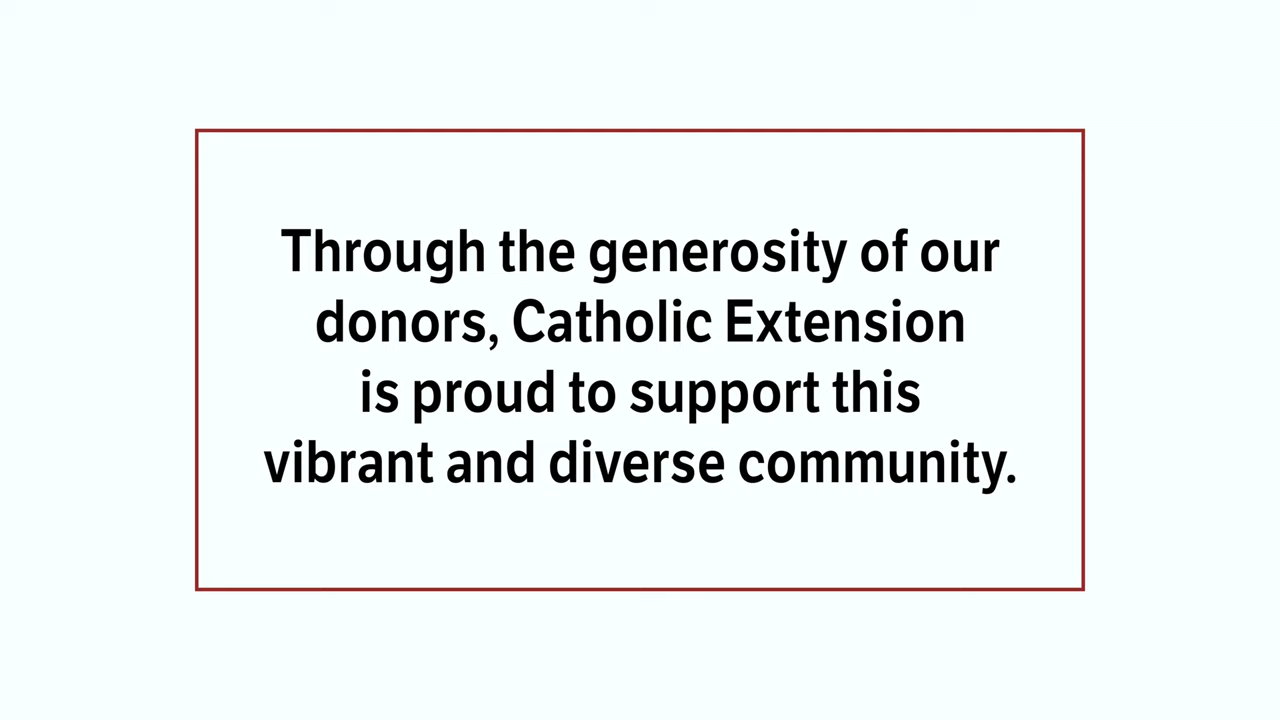 Through the generosity of our
donors, Catholic Extension
is proud to support this
vibrant and diverse community.